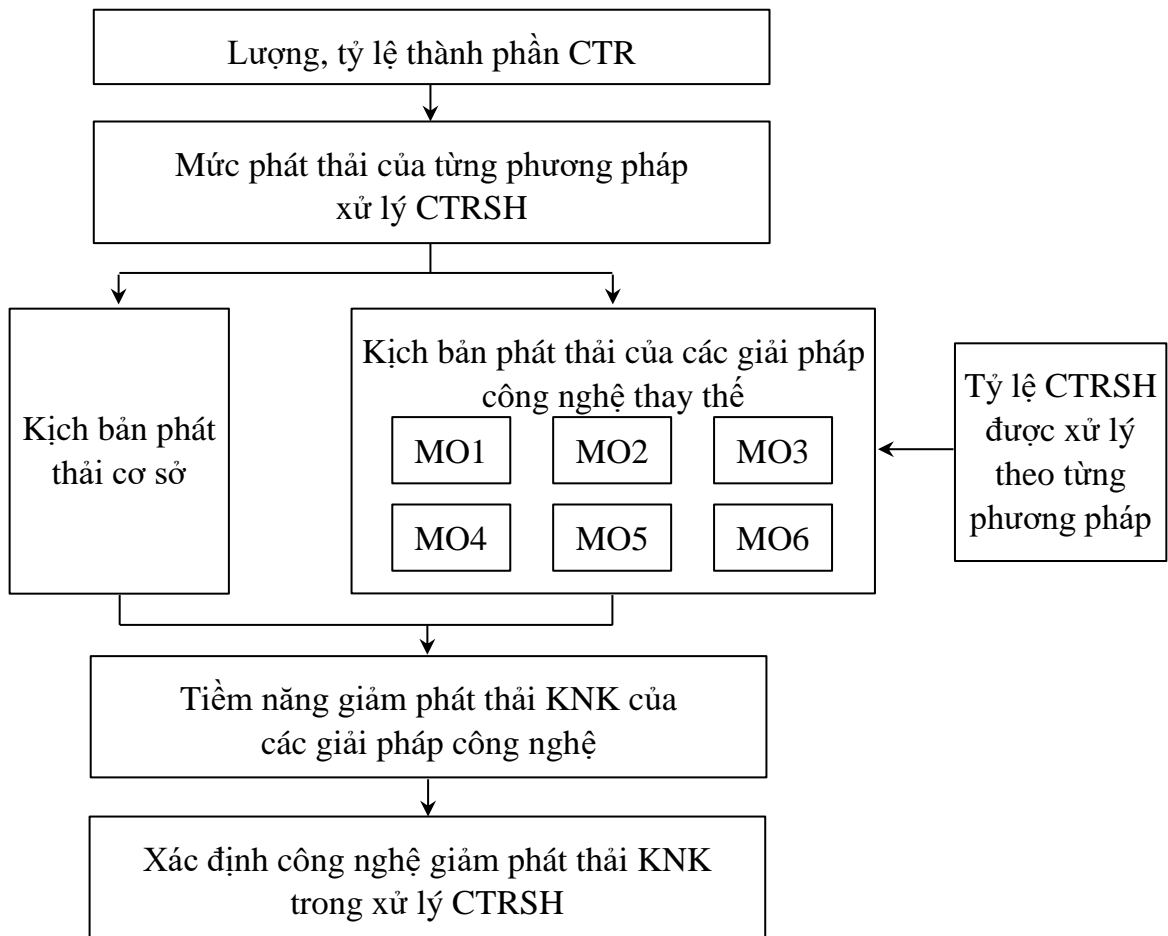 Lượng, tỷ lệ thành phần CTR
Mức phát thải của từng phương pháp
xử lý CTRSH
Kịch bản phát
thải cơ sở
Kịch bản phát thải của các giải pháp
công nghệ thay thế
MO1
MO2
MO3
MO4
MO5
MO6
Tỷ lệ CTRSH
được xử lý
theo từng
phương pháp
Tiềm năng giảm phát thải KNK của
các giải pháp công nghệ
Xác định công nghệ giảm phát thải KNK
trong xử lý CTRSH